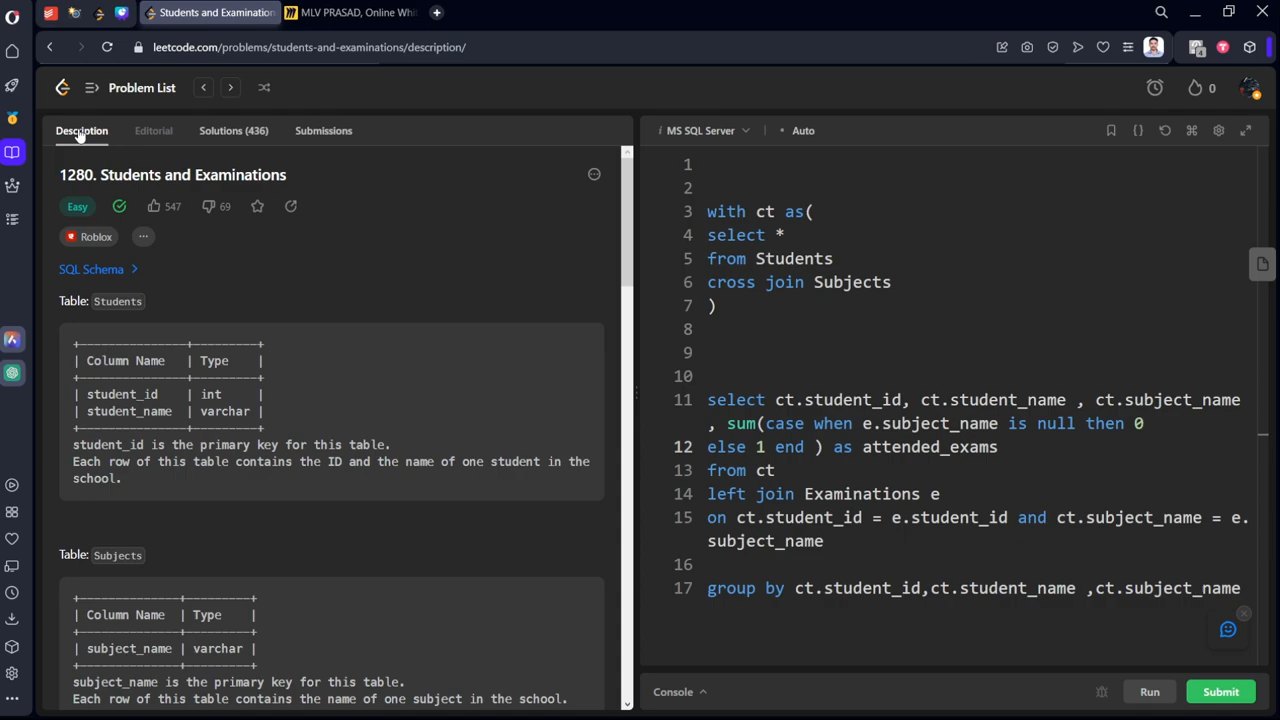 Students and Examination
MLV PRASAD, Online Whit
leetcode.com/problems/students-and-examinations/description/
4
Problem List
0
Description
Editorial
Solutions (436)
Submissions
1280. Students and Examinations
Easy
547
69
Roblox
SQL Schema
Table: Students
+---------------+---------+
| Column Name   | Type    |
+---------------+---------+
| student_id    | int     |
| student_name  | varchar |
+---------------+---------+
student_id is the primary key for this table.
Each row of this table contains the ID and the name of one student in the
school.
Table: Subjects
+--------------+---------+
| Column Name  | Type    |
+--------------+---------+
| subject_name | varchar |
+--------------+---------+
subject_name is the primary key for this table.
Each row of this table contains the name of one subject in the school.
i MS SQL Server
• Auto
1
2
3 with ct as(
4 select *
5 from Students
6 cross join Subjects
7 )
8
9
10
11 select ct.student_id, ct.student_name , ct.subject_name
, sum(case when e.subject_name is null then 0
12 else 1 end ) as attended_exams
13 from ct
14 left join Examinations e
15 on ct.student_id = e.student_id and ct.subject_name = e.
subject_name
16
17 group by ct.student_id,ct.student_name ,ct.subject_name
Console
Run
Submit